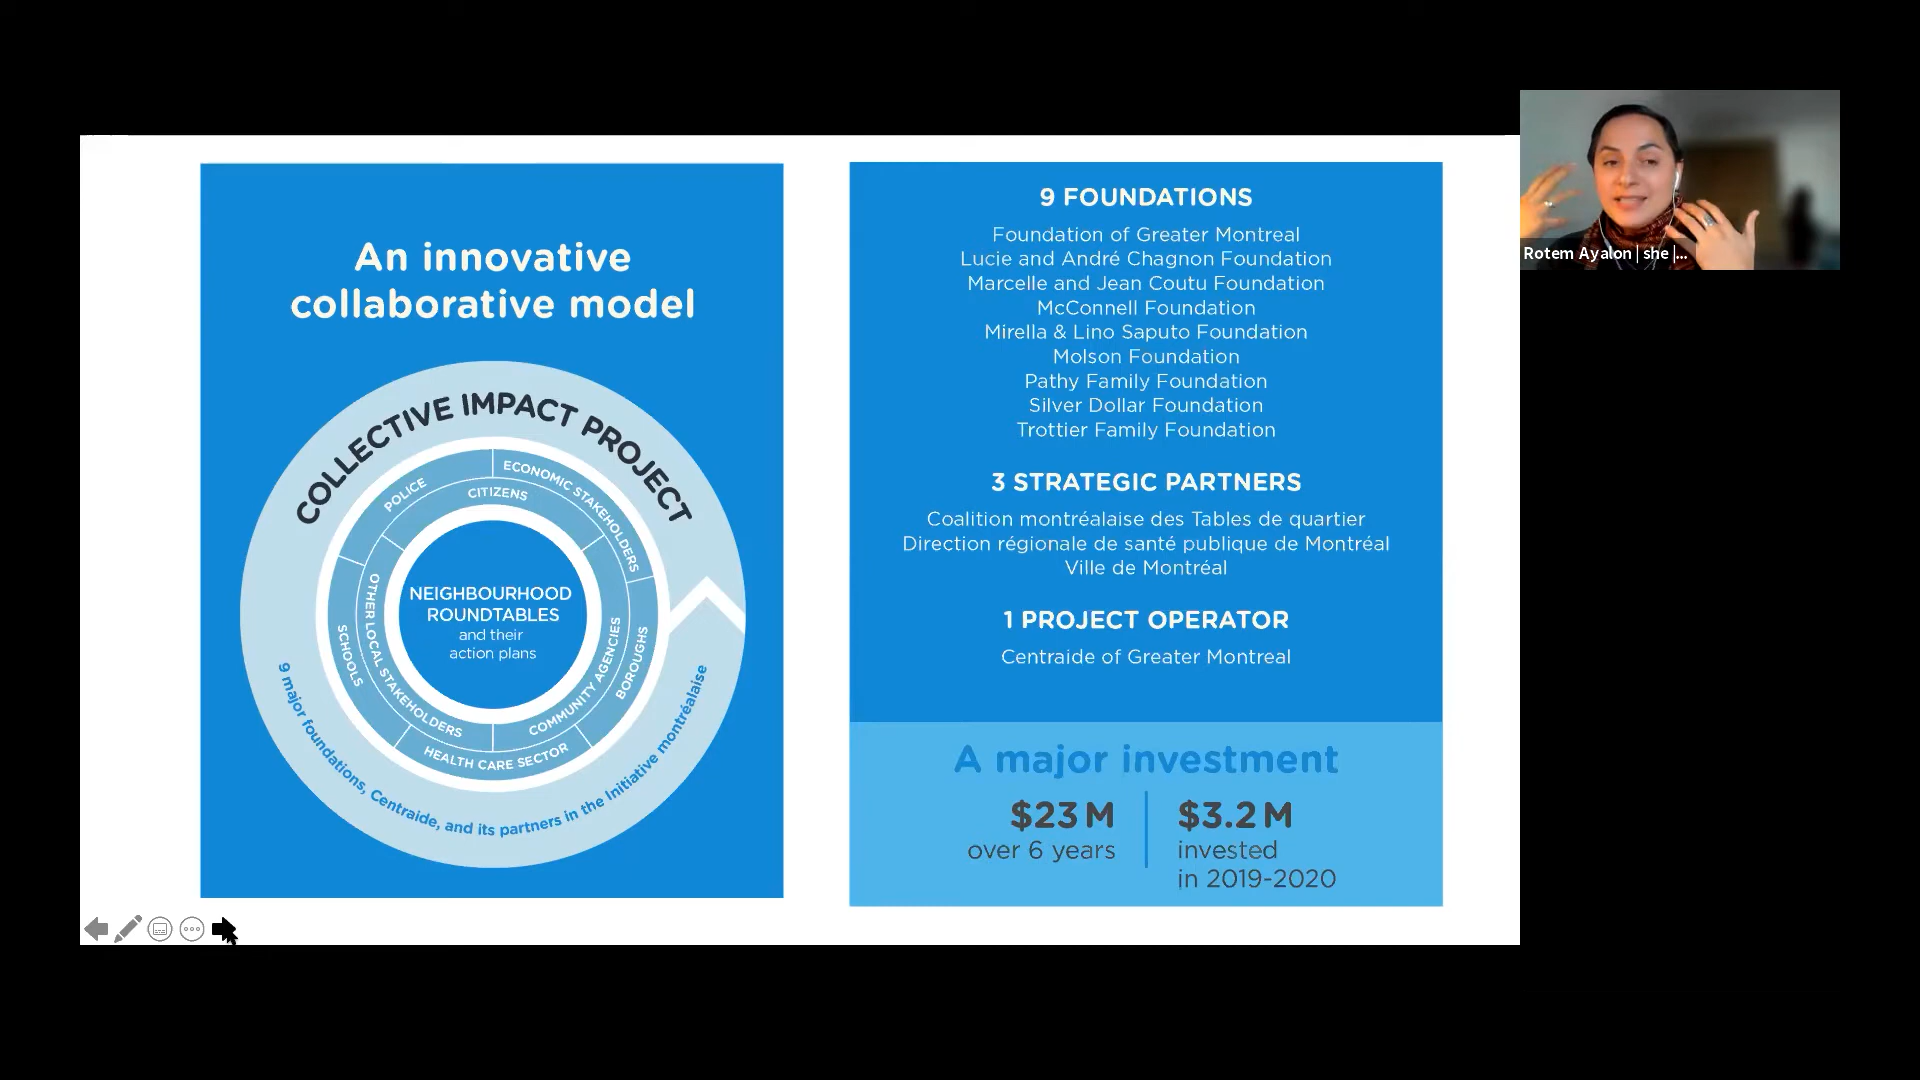 An innovative
collaborative model
COLLECTIVE IMPACT PROJECT
POLICE
ECONOMIC STAKEHOLDERS
CITIZENS
NEIGHBOURHOOD
ROUNDTABLES
and their
action plans
OTHER LOCAL STAKEHOLDERS
SCHOOLS
COMMUNITY AGENCIES
BOROUGHS
HEALTH CARE SECTOR
9 major foundations, Centraide, and its partners in the Initiative montréalaise
9 FOUNDATIONS
Foundation of Greater Montreal
Lucie and André Chagnon Foundation
Marcelle and Jean Coutu Foundation
McConnell Foundation
Mirella & Lino Saputo Foundation
Molson Foundation
Pathy Family Foundation
Silver Dollar Foundation
Trottier Family Foundation
3 STRATEGIC PARTNERS
Coalition montréalaise des Tables de quartier
Direction régionale de santé publique de Montréal
Ville de Montréal
1 PROJECT OPERATOR
Centraide of Greater Montreal
A major investment
$23 M
over 6 years
$3.2 M
invested
in 2019-2020
Rotem Ayalon | she |...